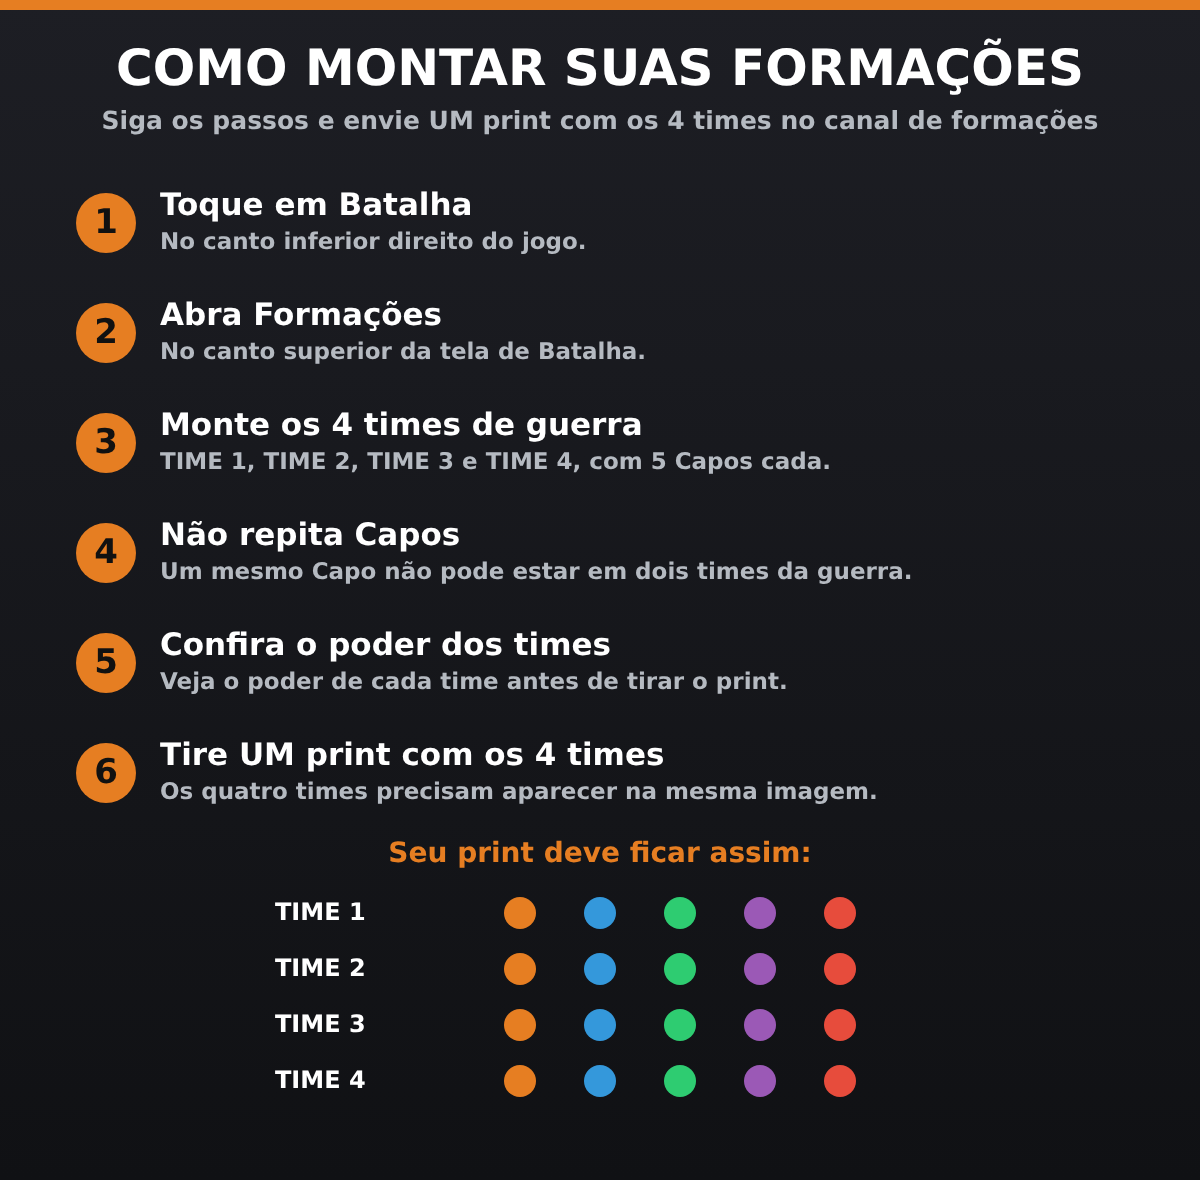 COMO MONTAR SUAS FORMAÇÕES
Siga os passos e envie UM print com os 4 times no canal de formações
1
Toque em Batalha
No canto inferior direito do jogo.
2
Abra Formações
No canto superior da tela de Batalha.
3
Monte os 4 times de guerra
TIME 1, TIME 2, TIME 3 e TIME 4, com 5 Capos cada.
4
Não repita Capos
Um mesmo Capo não pode estar em dois times da guerra.
5
Confira o poder dos times
Veja o poder de cada time antes de tirar o print.
6
Tire UM print com os 4 times
Os quatro times precisam aparecer na mesma imagem.
Seu print deve ficar assim:
TIME 1
TIME 2
TIME 3
TIME 4